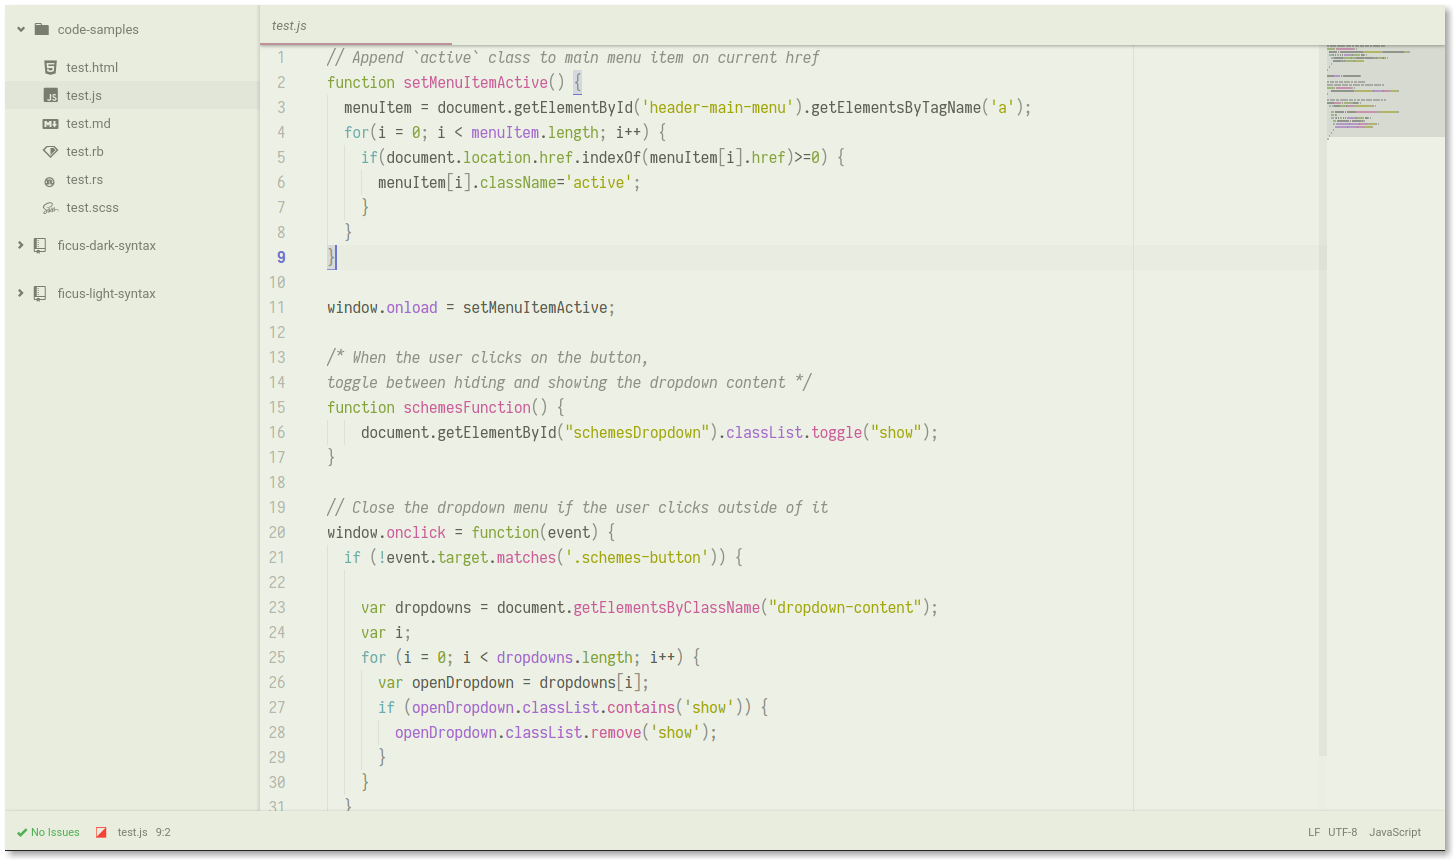 code-samples
test.html
test.js
test.md
test.rb
test.rs
test.scss
ficus-dark-syntax
ficus-light-syntax
test.js
1 // Append `active` class to main menu item on current href
2 function setMenuItemActive() {
3   menuItem = document.getElementById('header-main-menu').getElementsByTagName('a');
4   for(i = 0; i < menuItem.length; i++) {
5     if(document.location.href.indexOf(menuItem[i].href)>=0) {
6       menuItem[i].className='active';
7     }
8   }
9 }
10
11 window.onload = setMenuItemActive;
12
13 /* When the user clicks on the button,
14 toggle between hiding and showing the dropdown content */
15 function schemesFunction() {
16     document.getElementById("schemesDropdown").classList.toggle("show");
17 }
18
19 // Close the dropdown menu if the user clicks outside of it
20 window.onclick = function(event) {
21   if (!event.target.matches('.schemes-button')) {
22
23     var dropdowns = document.getElementsByClassName("dropdown-content");
24     var i;
25     for (i = 0; i < dropdowns.length; i++) {
26       var openDropdown = dropdowns[i];
27       if (openDropdown.classList.contains('show')) {
28         openDropdown.classList.remove('show');
29       }
30     }
31   }
No Issues test.js 9:2 LF UTF-8 JavaScript